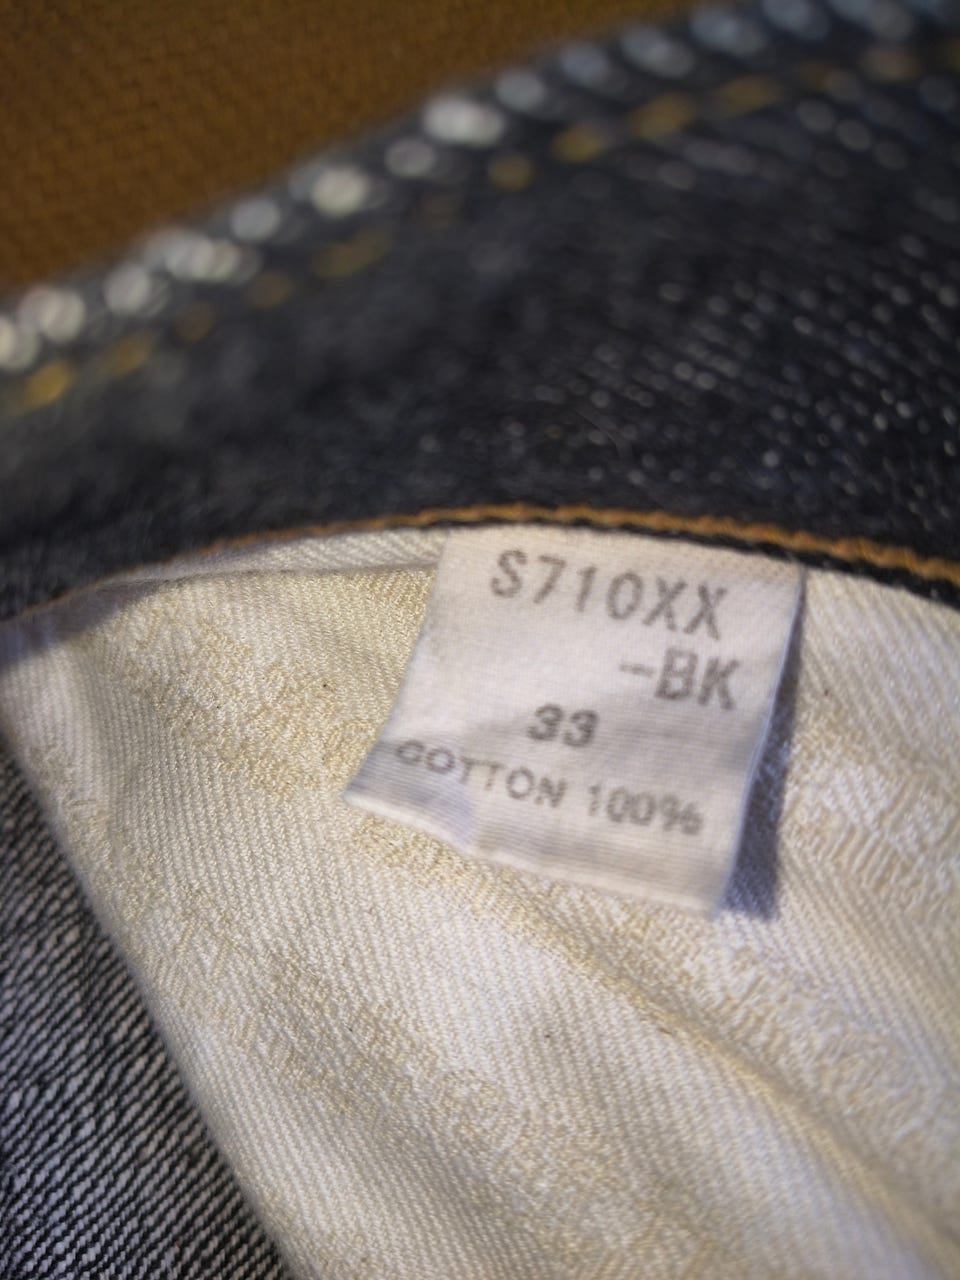 S710XX
-BK
33
COTTON 100%